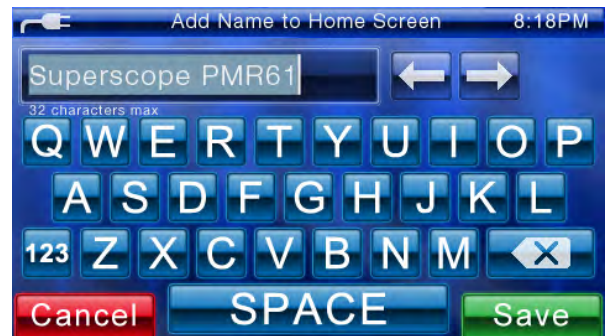 Add Name to Home Screen 8:18PM
Superscope PMR61
32 characters max
Q W E R T Y U I O P
A S D F G H J K L
123 Z X C V B N M
Cancel SPACE Save